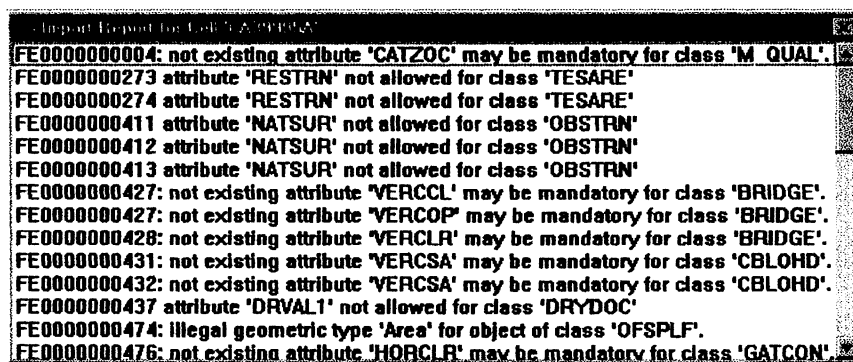 Import Report for Cell
FE0000000004: not existing attribute 'CATZOC' may be mandatory for class 'M_QUAL'.
FE0000000273 attribute 'RESTRN' not allowed for class 'TESARE'
FE0000000274 attribute 'RESTRN' not allowed for class 'TESARE'
FE0000000411 attribute 'NATSUR' not allowed for class 'OBSTRN'
FE0000000412 attribute 'NATSUR' not allowed for class 'OBSTRN'
FE0000000413 attribute 'NATSUR' not allowed for class 'OBSTRN'
FE0000000427: not existing attribute 'VERCCL' may be mandatory for class 'BRIDGE'.
FE0000000427: not existing attribute 'VERCOP' may be mandatory for class 'BRIDGE'.
FE0000000428: not existing attribute 'VERCLR' may be mandatory for class 'BRIDGE'.
FE0000000431: not existing attribute 'VERCSA' may be mandatory for class 'CBLOHD'.
FE0000000432: not existing attribute 'VERCSA' may be mandatory for class 'CBLOHD'.
FE0000000437 attribute 'DRVAL1' not allowed for class 'DRYDOC'
FE0000000474: illegal geometric type 'Area' for object of class 'OFSPLF'.
FE0000000476: not existing attribute 'HORCLR' may be mandatory for class 'GATCON'.